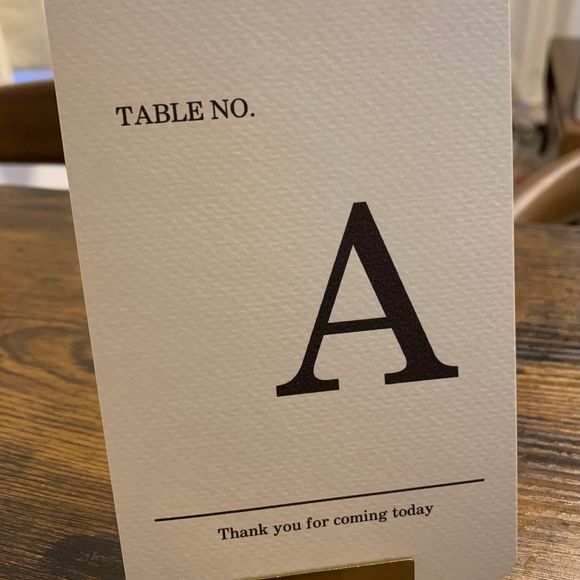 TABLE NO.
A
Thank you for coming today